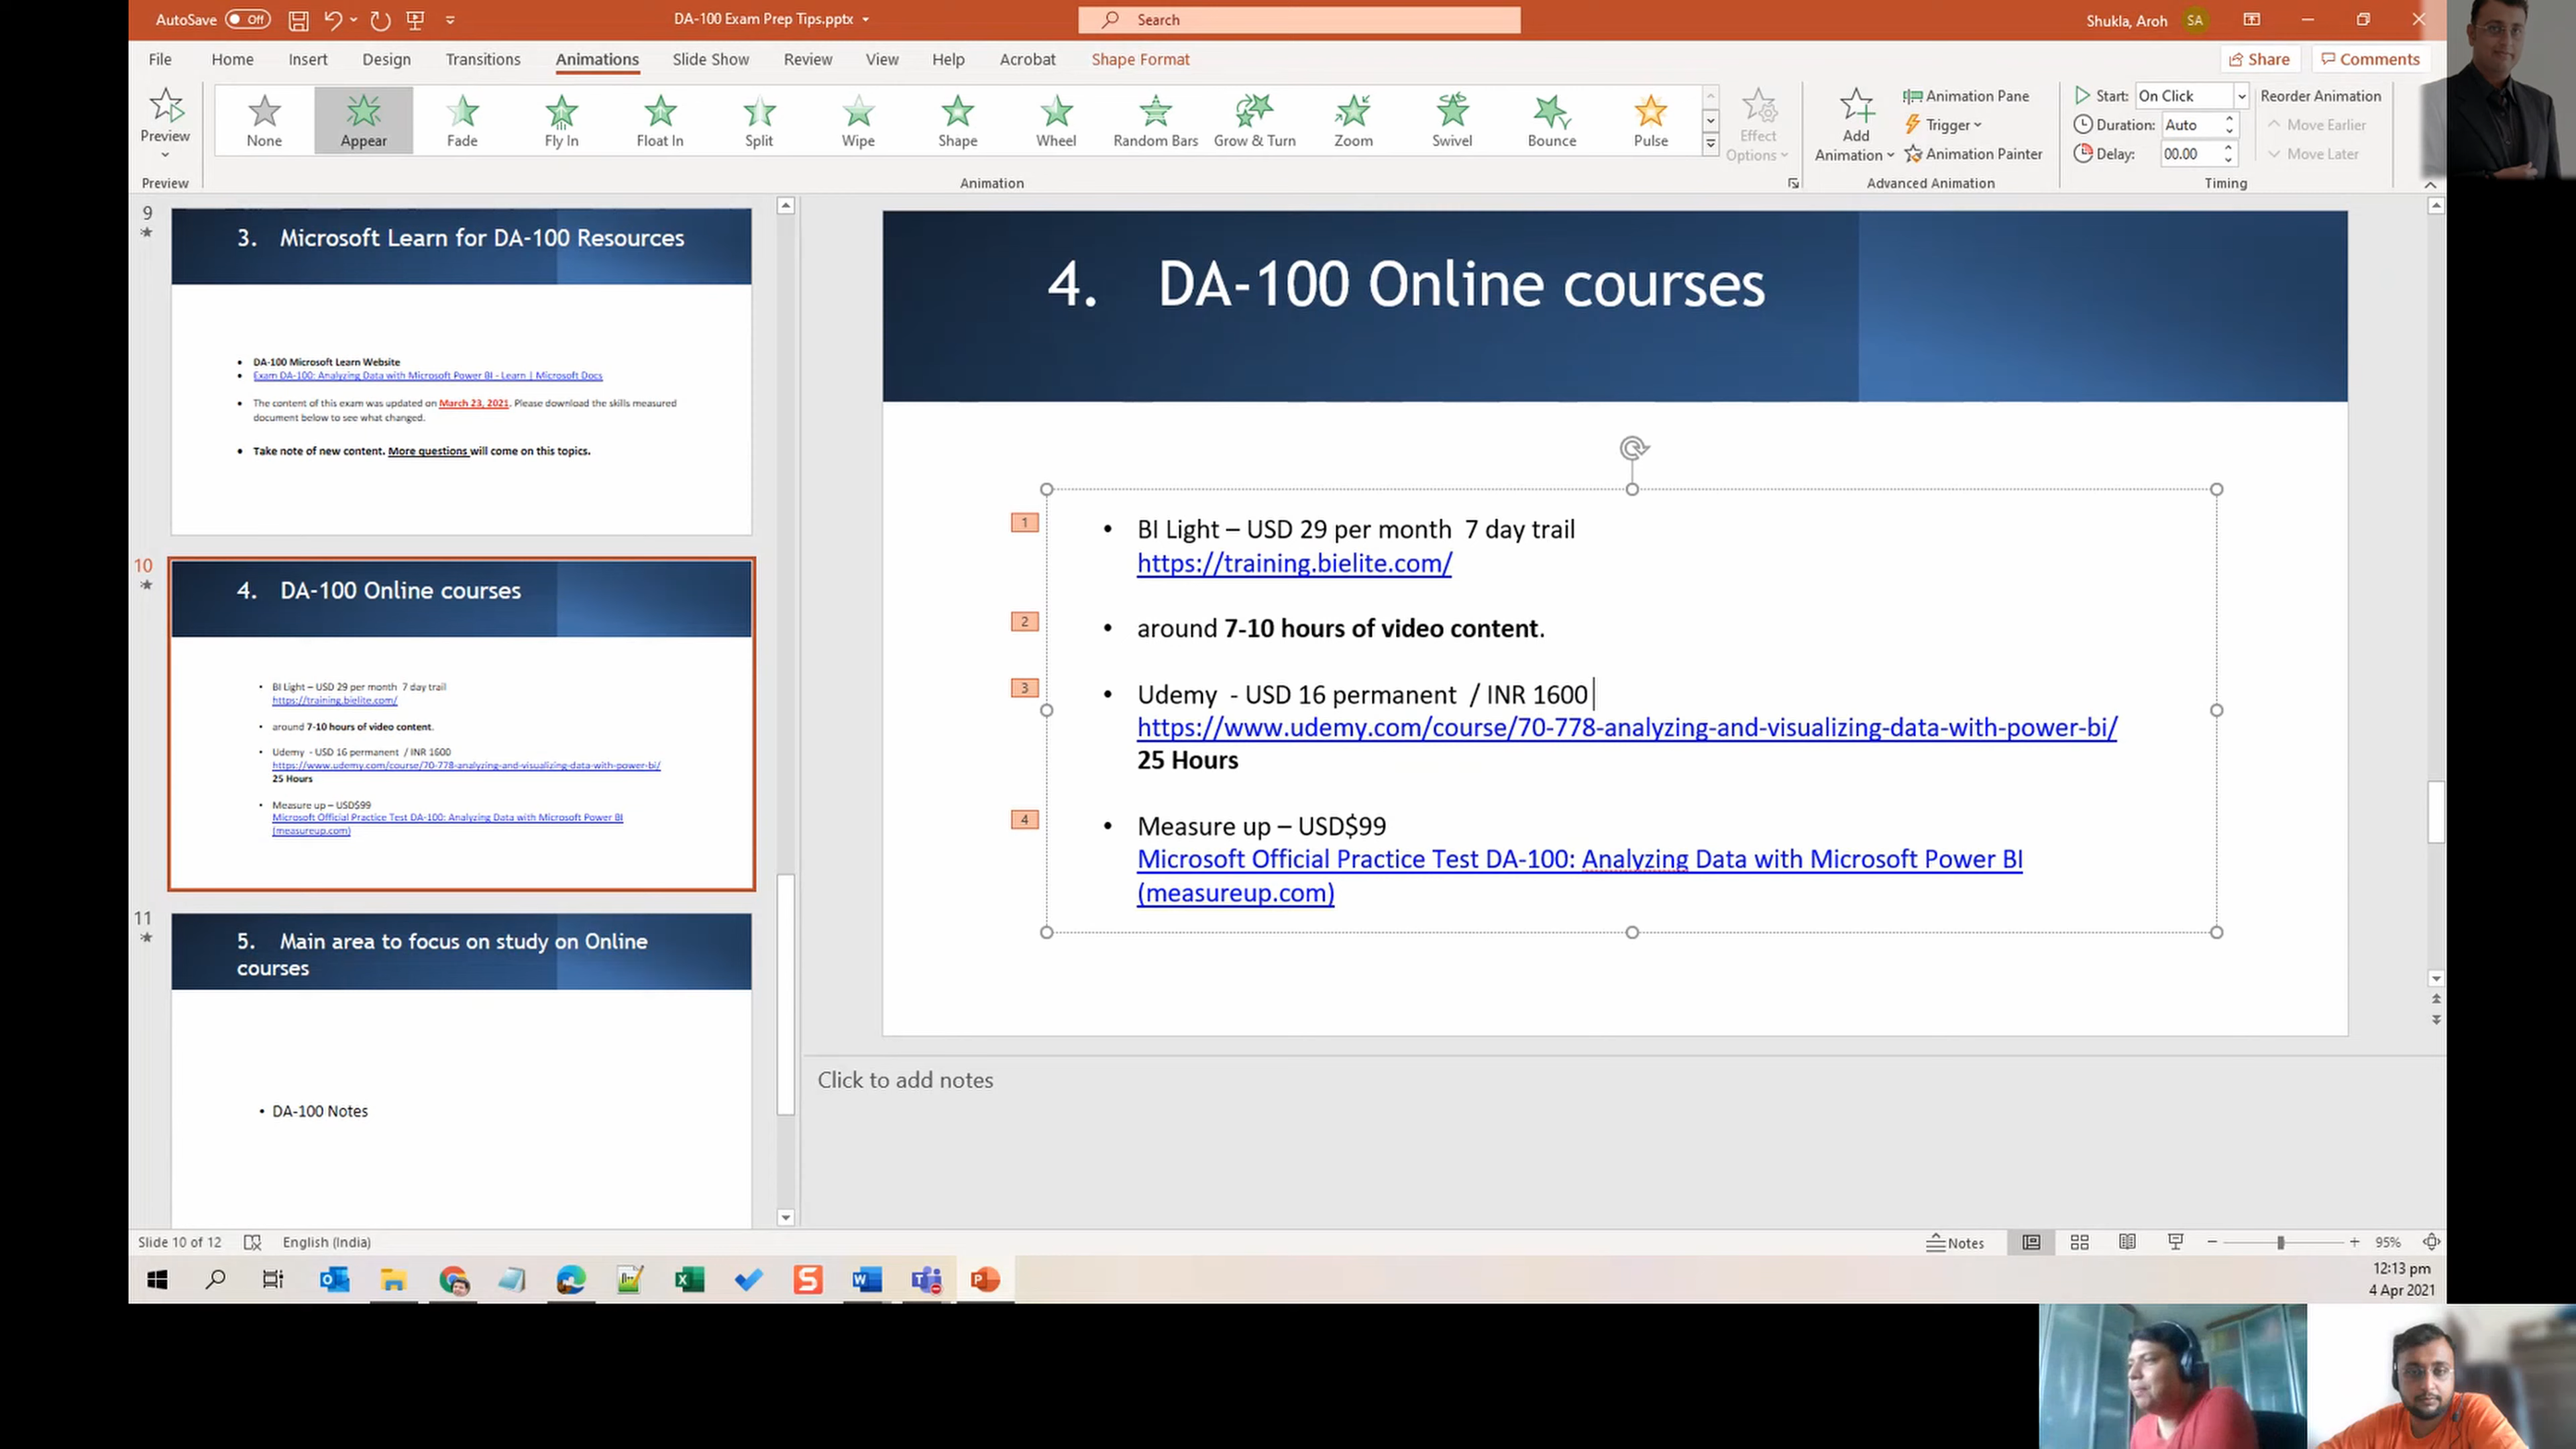 AutoSave Off
DA-100 Exam Prep Tips.pptx
Search
Shukla, Aroh SA
File Home Insert Design Transitions Animations Slide Show Review View Help Acrobat Shape Format
Share Comments
Preview
Preview
None Appear Fade Fly In Float In Split Wipe Shape Wheel Random Bars Grow & Turn Zoom Swivel Bounce Pulse
Animation
Effect Options
Add Animation
Animation Pane
Trigger
Animation Painter
Advanced Animation
Start: On Click
Duration: Auto
Delay: 00.00
Reorder Animation
Move Earlier
Move Later
Timing
9
3. Microsoft Learn for DA-100 Resources
• DA-100 Microsoft Learn Website
• Exam DA-100: Analyzing Data with Microsoft Power BI - Learn | Microsoft Docs
• The content of this exam was updated on March 23, 2021. Please download the skills measured
document below to see what changed.
• Take note of new content. More questions will come on this topics.
10
4. DA-100 Online courses
• BI Light – USD 29 per month 7 day trail
https://training.bielite.com/
• around 7-10 hours of video content.
• Udemy - USD 16 permanent / INR 1600
https://www.udemy.com/course/70-778-analyzing-and-visualizing-data-with-power-bi/
25 Hours
• Measure up – USD$99
Microsoft Official Practice Test DA-100: Analyzing Data with Microsoft Power BI
(measureup.com)
11
5. Main area to focus on study on Online
courses
• DA-100 Notes
4. DA-100 Online courses
1
• BI Light – USD 29 per month 7 day trail
https://training.bielite.com/
2
• around 7-10 hours of video content.
3
• Udemy - USD 16 permanent / INR 1600
https://www.udemy.com/course/70-778-analyzing-and-visualizing-data-with-power-bi/
25 Hours
4
• Measure up – USD$99
Microsoft Official Practice Test DA-100: Analyzing Data with Microsoft Power BI
(measureup.com)
Click to add notes
Slide 10 of 12 English (India)
Notes
95%
12:13 pm
4 Apr 2021